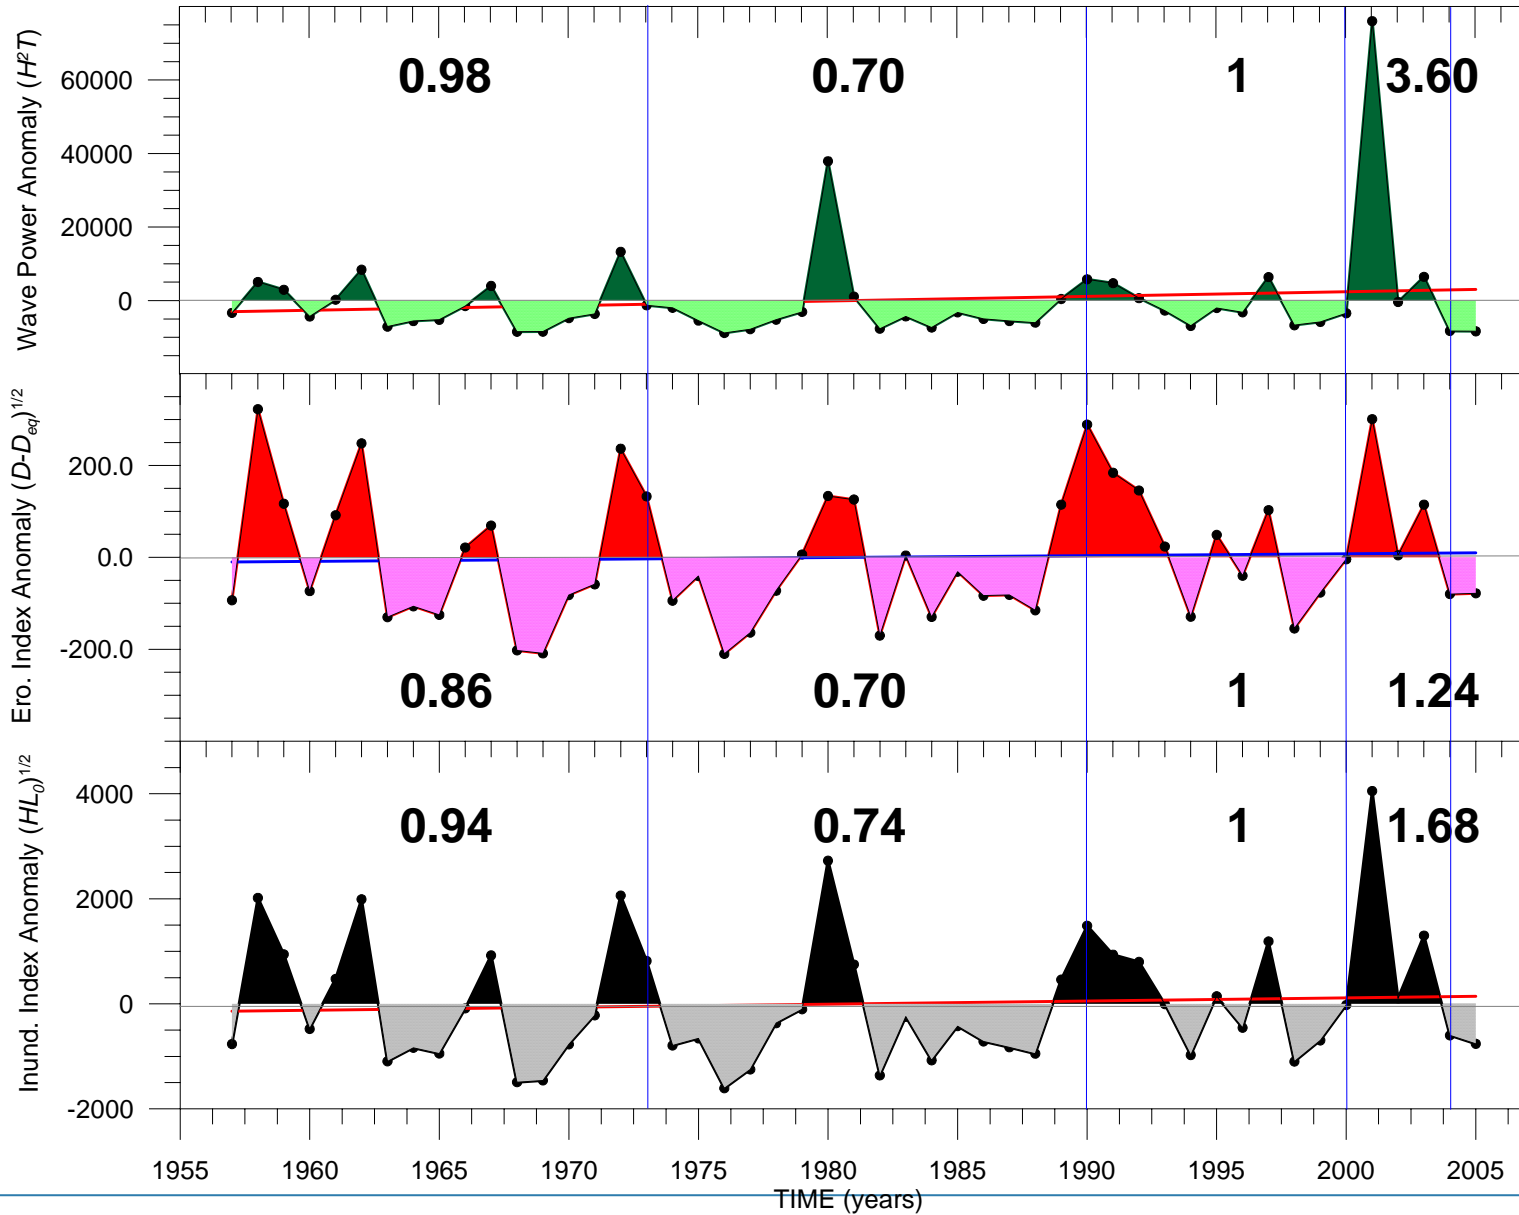 Wave Power Anomaly (H²T)
60000
40000
20000
0
0.98 0.70 1 3.60
Ero. Index Anomaly (D-Deq)1/2
200.0
0.0
-200.0
0.86 0.70 1 1.24
Inund. Index Anomaly (HL0)1/2
4000
2000
0
-2000
0.94 0.74 1 1.68
1955 1960 1965 1970 1975 1980 1985 1990 1995 2000 2005
TIME (years)